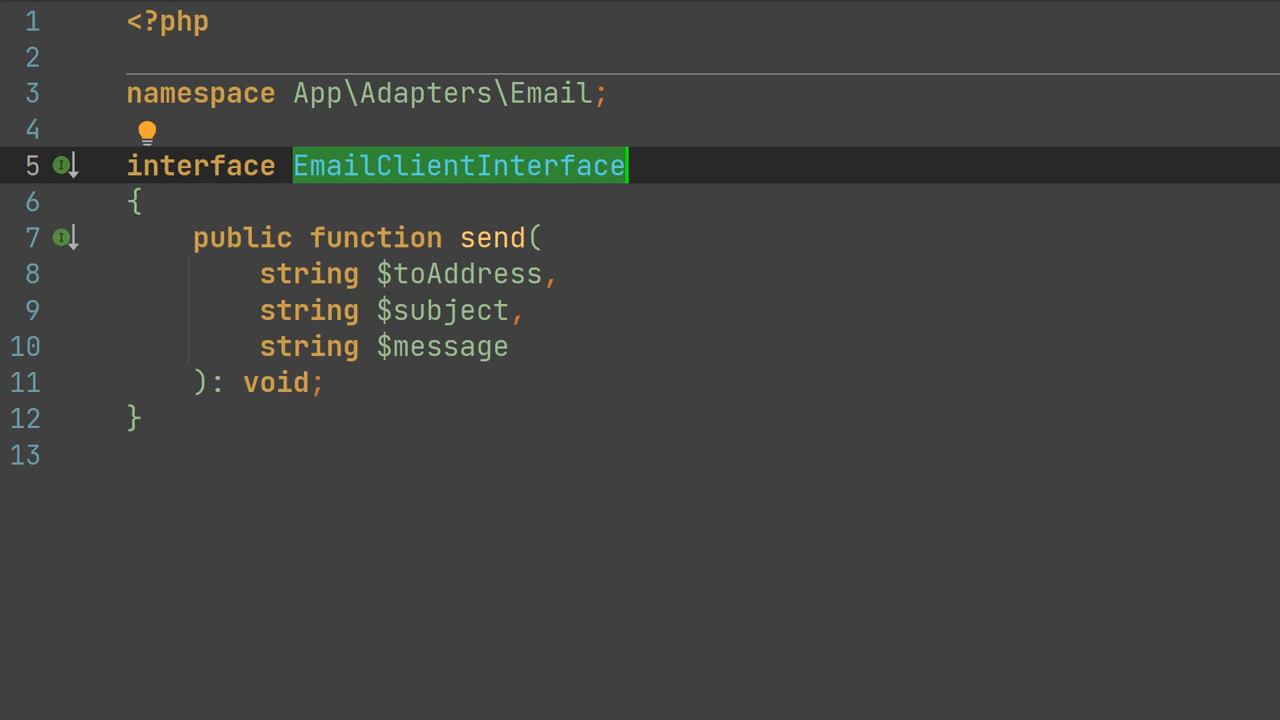 1 <?php
2
3 namespace App\Adapters\Email;
4
5 interface EmailClientInterface
6 {
7     public function send(
8         string $toAddress,
9         string $subject,
10         string $message
11     ): void;
12 }
13